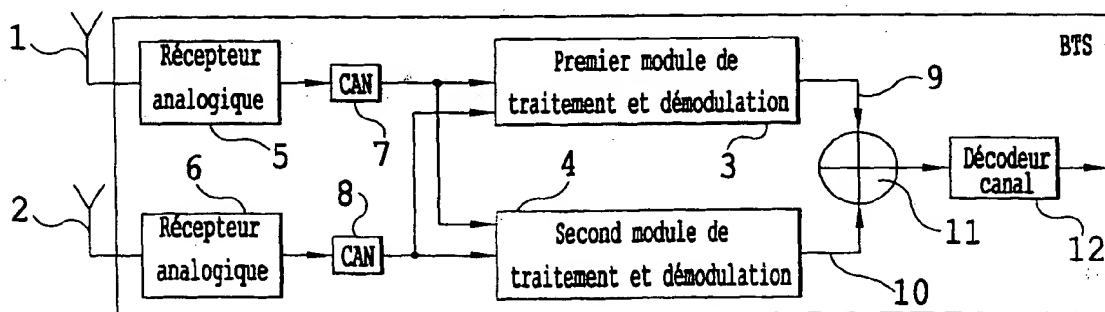 BTS
1
Récepteur
analogique
5
CAN
7
Premier module de
traitement et démodulation
3
9
2
6
Récepteur
analogique
8
CAN
4
Second module de
traitement et démodulation
10
11
Décodeur
canal
12